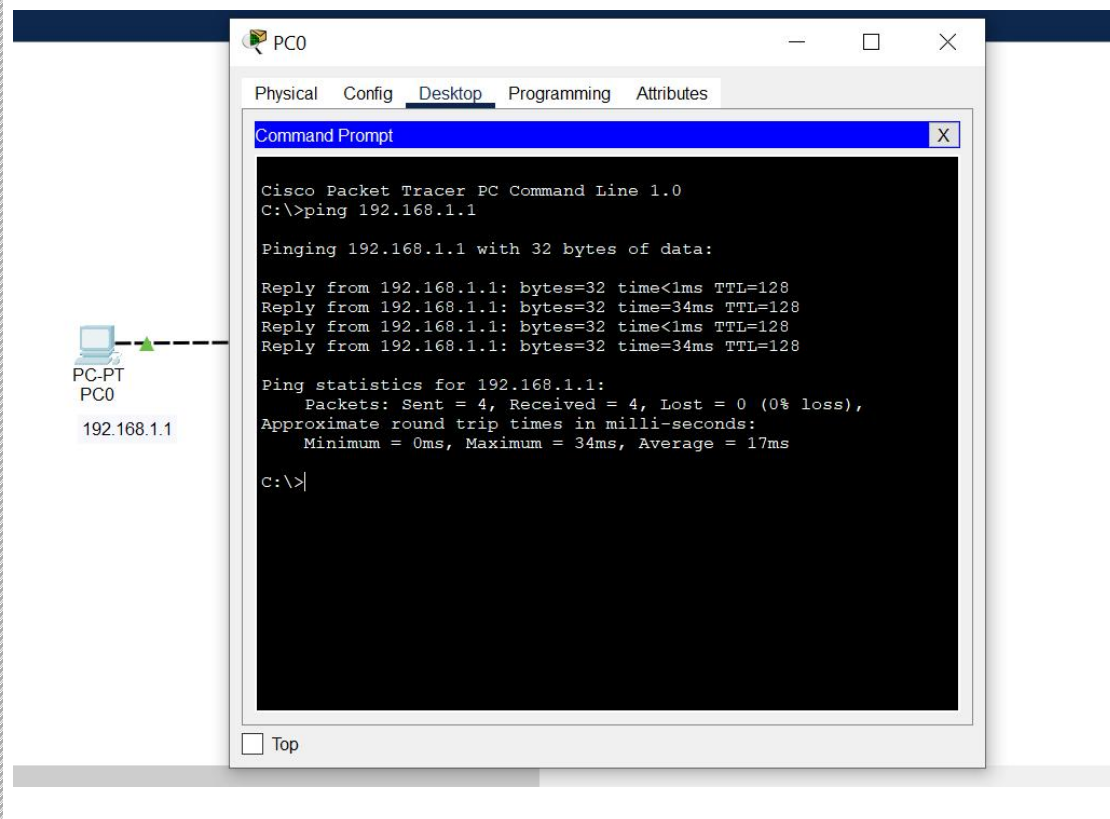 PC0
Physical Config Desktop Programming Attributes
Command Prompt
X
Cisco Packet Tracer PC Command Line 1.0
C:\>ping 192.168.1.1
Pinging 192.168.1.1 with 32 bytes of data:
Reply from 192.168.1.1: bytes=32 time<1ms TTL=128
Reply from 192.168.1.1: bytes=32 time=34ms TTL=128
Reply from 192.168.1.1: bytes=32 time<1ms TTL=128
Reply from 192.168.1.1: bytes=32 time=34ms TTL=128
Ping statistics for 192.168.1.1:
Packets: Sent = 4, Received = 4, Lost = 0 (0% loss),
Approximate round trip times in milli-seconds:
Minimum = 0ms, Maximum = 34ms, Average = 17ms
C:\>
Top
PC-PT
PC0
192.168.1.1